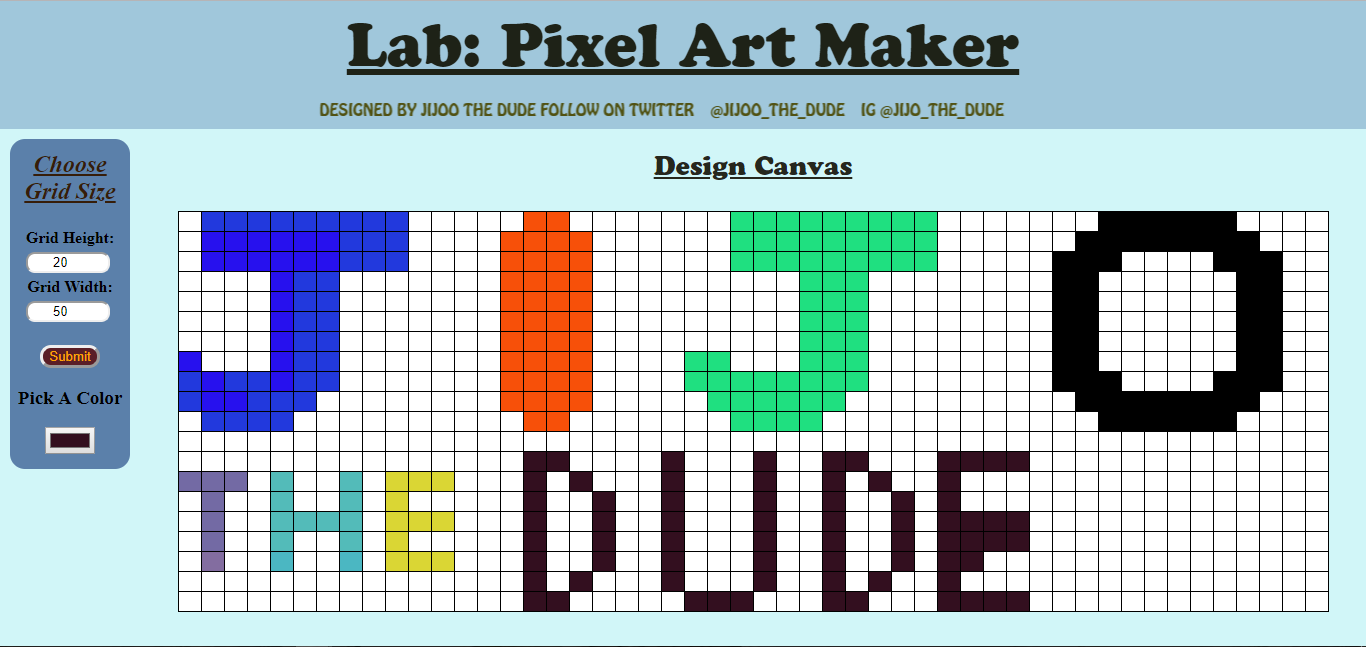 Lab: Pixel Art Maker
DESIGNED BY JIJOO THE DUDE FOLLOW ON TWITTER @JIJOO_THE_DUDE IG @JIJO_THE_DUDE
Choose
Grid Size
Grid Height:
20
Grid Width:
50
Submit
Pick A Color
Design Canvas
JIJO
THE DUDE